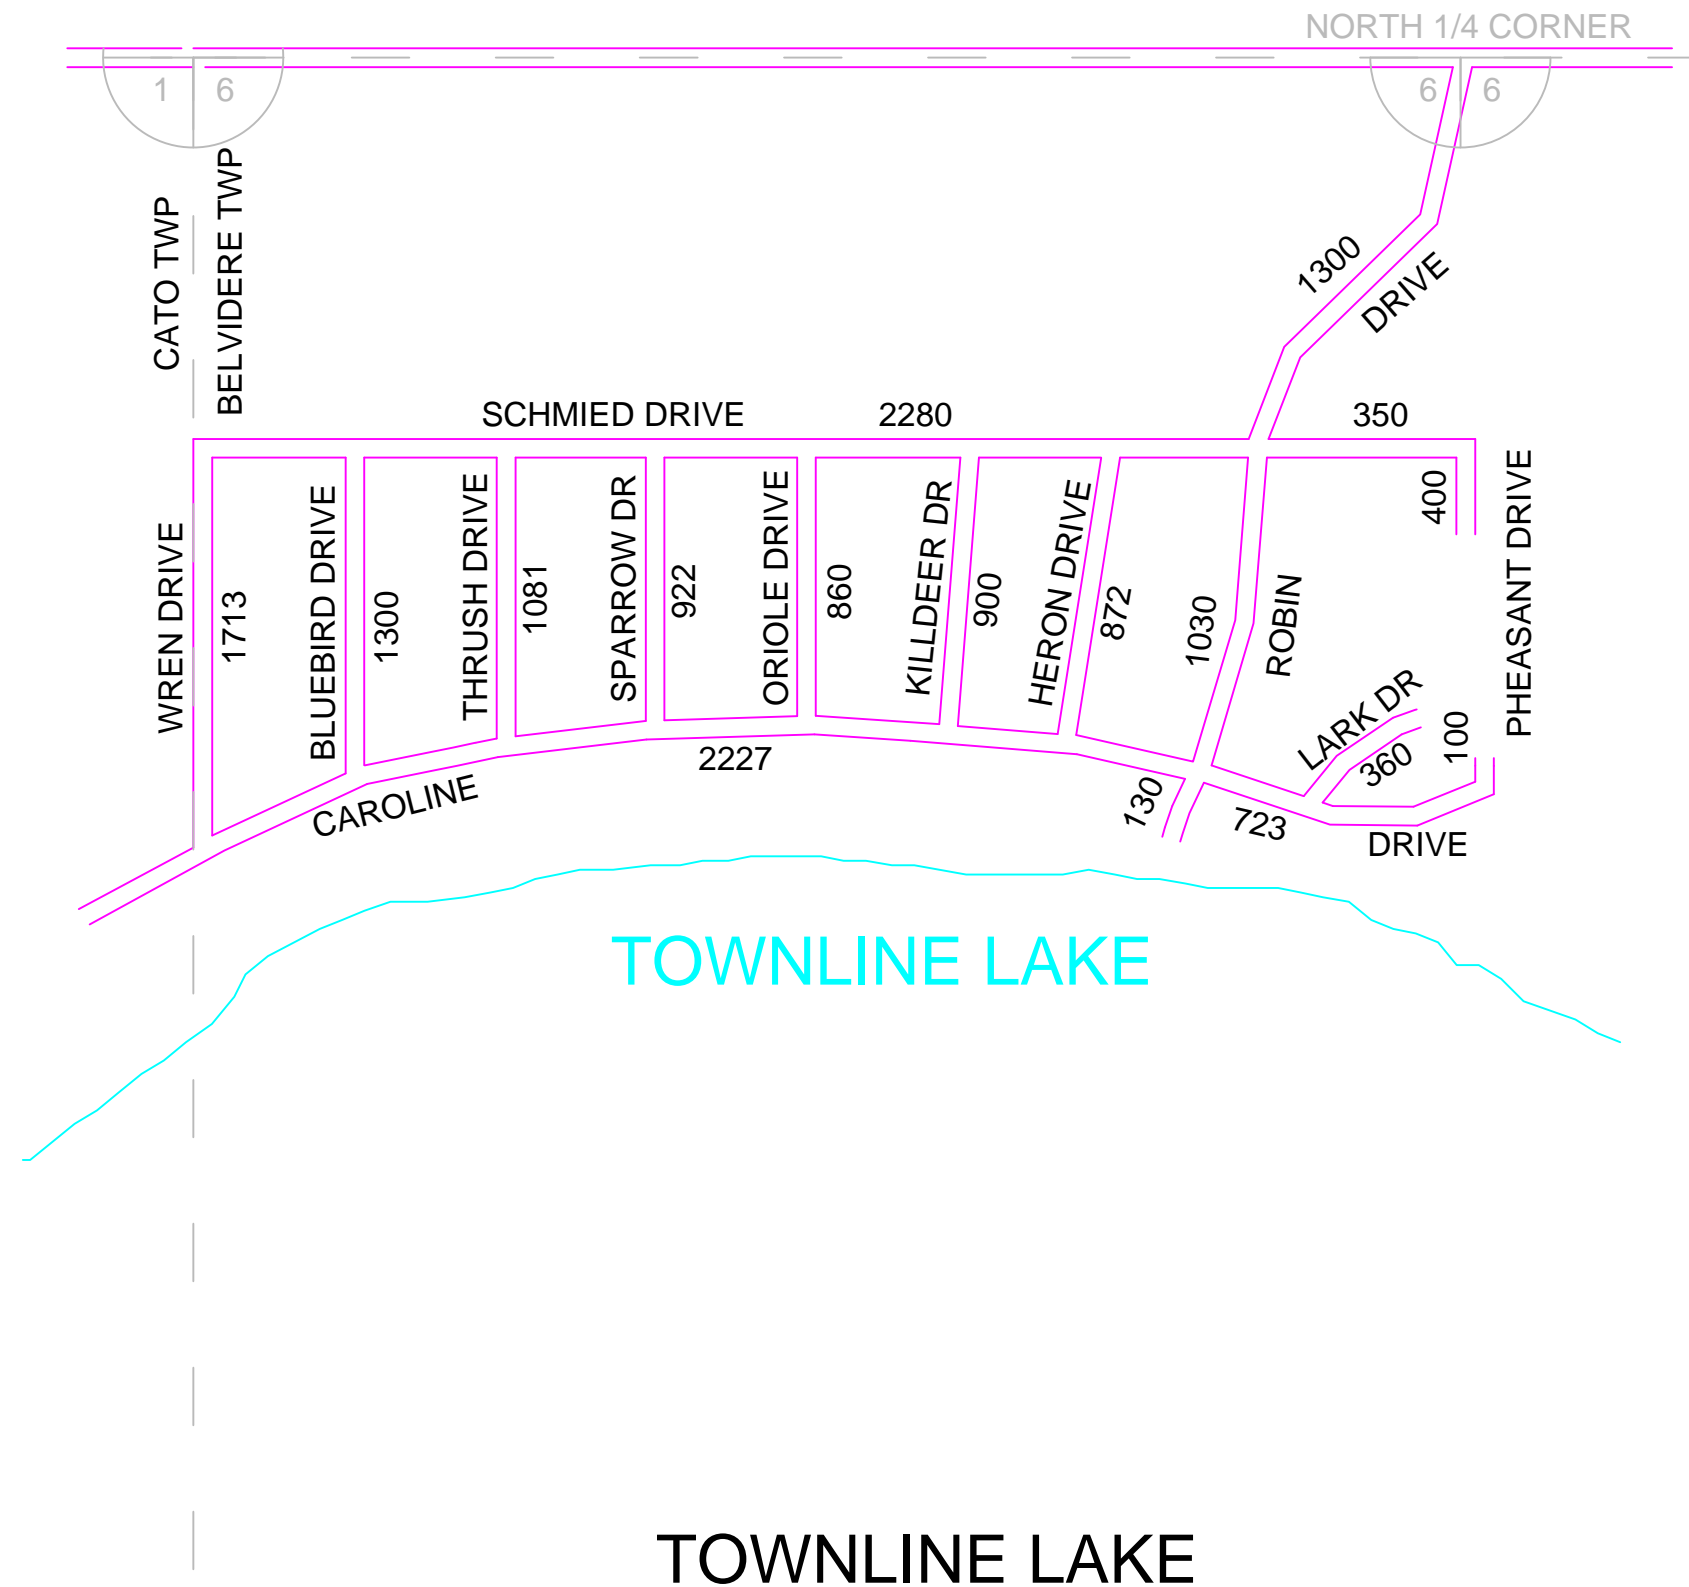 NORTH 1/4 CORNER
1 6
6 6
CATO TWP
BELVIDERE TWP
1300
DRIVE
SCHMIED DRIVE 2280 350
WREN DRIVE
1713
BLUEBIRD DRIVE
1300
THRUSH DRIVE
1081
SPARROW DR
922
ORIOLE DRIVE
860
KILLDEER DR
900
HERON DRIVE
872
1030
ROBIN
400
PHEASANT DRIVE
LARK DR
360
100
CAROLINE
2227
130
723
DRIVE
TOWNLINE LAKE
TOWNLINE LAKE